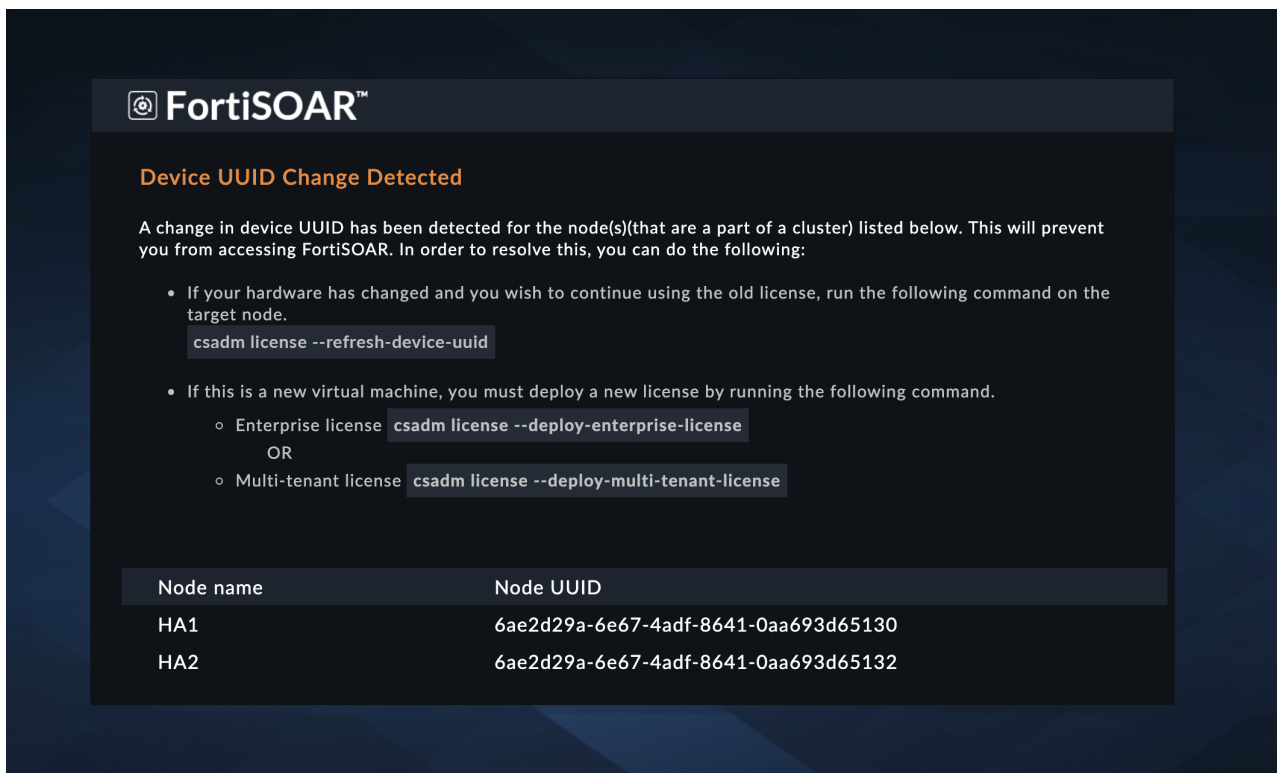 FortiSOAR™
Device UUID Change Detected
A change in device UUID has been detected for the node(s)(that are a part of a cluster) listed below. This will prevent
you from accessing FortiSOAR. In order to resolve this, you can do the following:
• If your hardware has changed and you wish to continue using the old license, run the following command on the
target node.
csadm license --refresh-device-uuid
• If this is a new virtual machine, you must deploy a new license by running the following command.
○ Enterprise license csadm license --deploy-enterprise-license
OR
○ Multi-tenant license csadm license --deploy-multi-tenant-license
Node name Node UUID
HA1 6ae2d29a-6e67-4adf-8641-0aa693d65130
HA2 6ae2d29a-6e67-4adf-8641-0aa693d65132